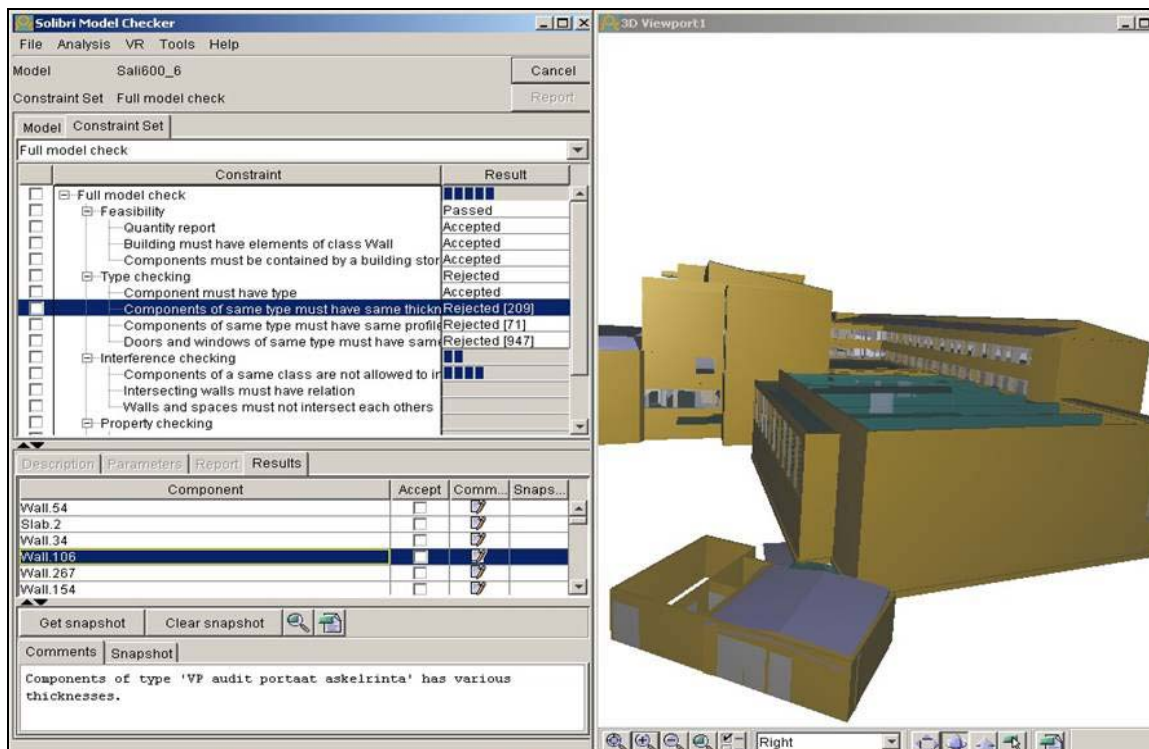 Solibri Model Checker
File Analysis VR Tools Help
Model Sali600_6 Cancel
Constraint Set Full model check Report
Model Constraint Set
Full model check
Constraint Result
Full model check
Feasibility Passed
Quantity report Accepted
Building must have elements of class Wall Accepted
Components must be contained by a building stor Accepted
Type checking Rejected
Component must have type Accepted
Components of same type must have same thickn Rejected [209]
Components of same type must have same profile Rejected [71]
Doors and windows of same type must have same Rejected [947]
Interference checking
Components of a same class are not allowed to in
Intersecting walls must have relation
Walls and spaces must not intersect each others
Property checking
Description Parameters Report Results
Component Accept Comm... Snaps...
Wall.54
Slab.2
Wall.34
Wall.106
Wall.267
Wall.154
Get snapshot Clear snapshot
Comments Snapshot
Components of type 'VP audit portaat askelrinta' has various
thicknesses.
3D Viewport1
Right